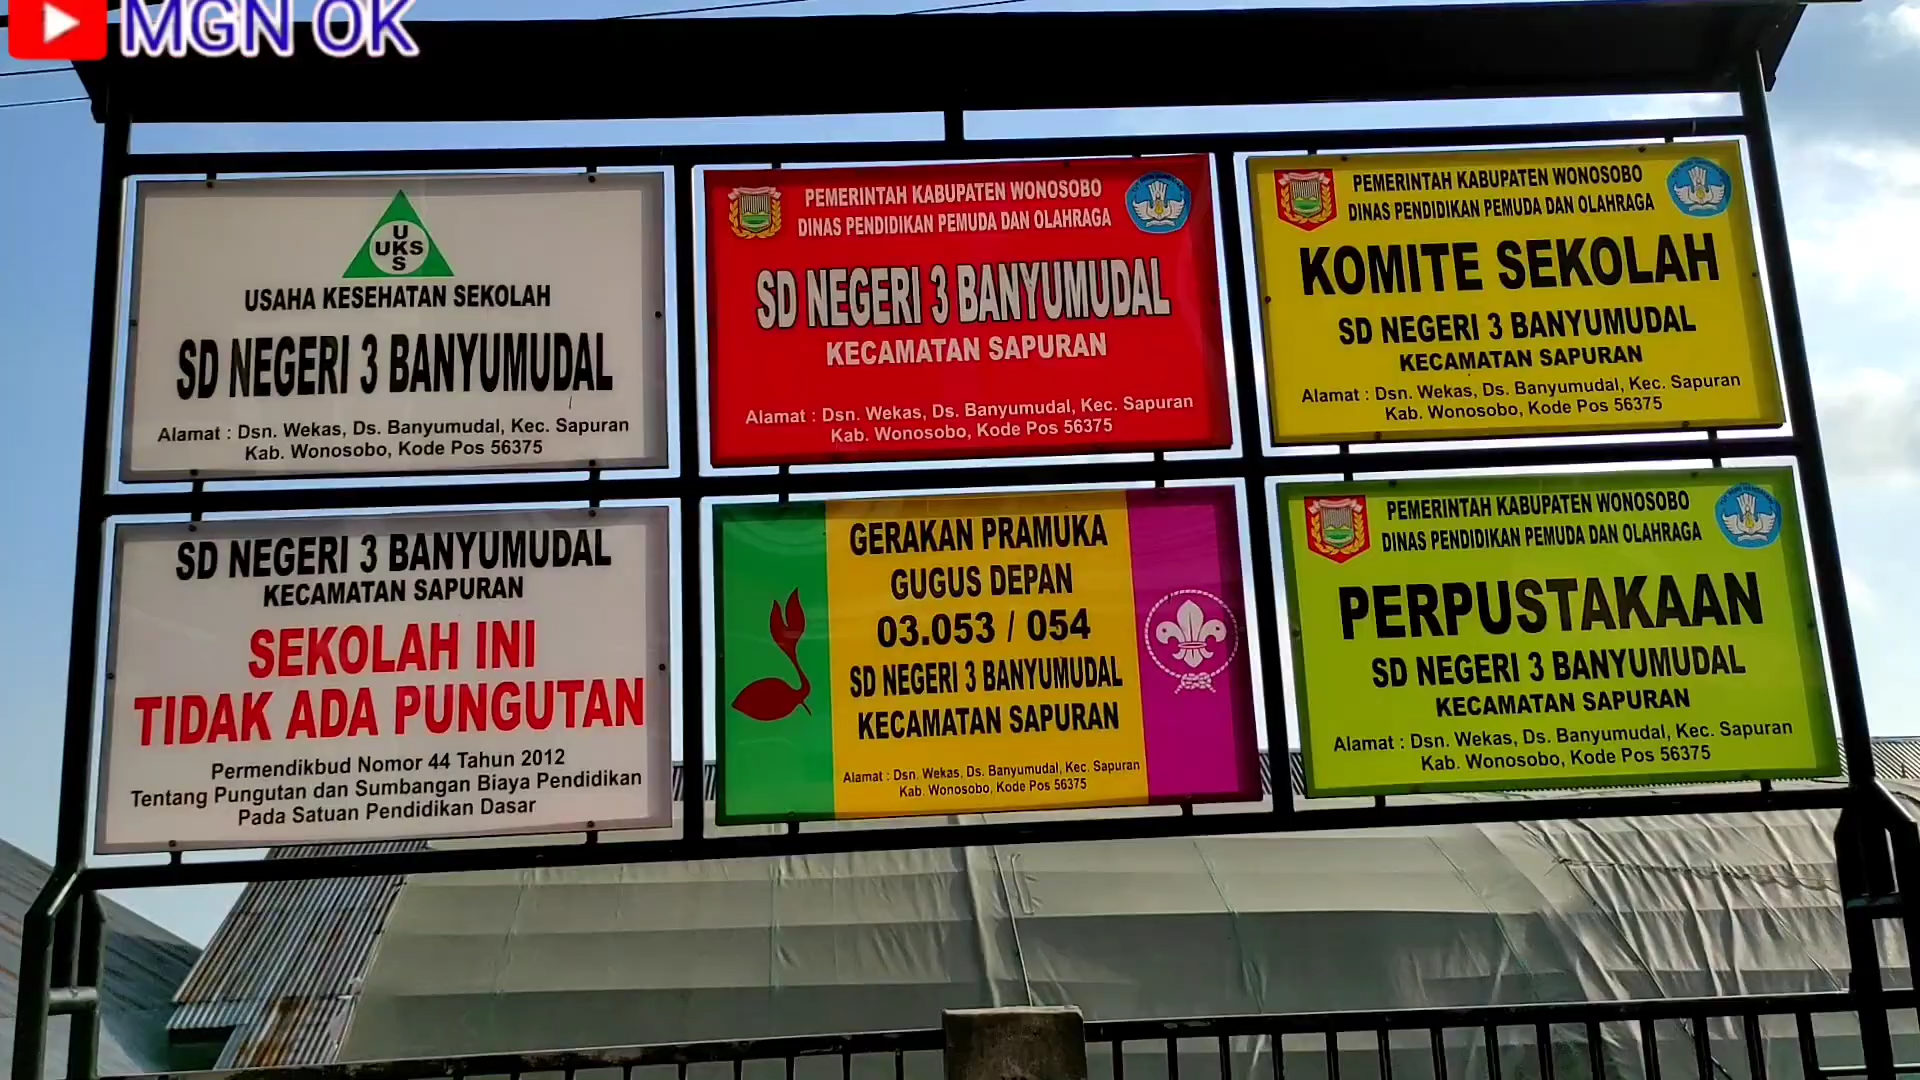 MGN OK
U
UKS
S
USAHA KESEHATAN SEKOLAH
SD NEGERI 3 BANYUMUDAL
Alamat : Dsn. Wekas, Ds. Banyumudal, Kec. Sapuran
Kab. Wonosobo, Kode Pos 56375
PEMERINTAH KABUPATEN WONOSOBO
DINAS PENDIDIKAN PEMUDA DAN OLAHRAGA
SD NEGERI 3 BANYUMUDAL
KECAMATAN SAPURAN
Alamat : Dsn. Wekas, Ds. Banyumudal, Kec. Sapuran
Kab. Wonosobo, Kode Pos 56375
PEMERINTAH KABUPATEN WONOSOBO
DINAS PENDIDIKAN PEMUDA DAN OLAHRAGA
KOMITE SEKOLAH
SD NEGERI 3 BANYUMUDAL
KECAMATAN SAPURAN
Alamat : Dsn. Wekas, Ds. Banyumudal, Kec. Sapuran
Kab. Wonosobo, Kode Pos 56375
SD NEGERI 3 BANYUMUDAL
KECAMATAN SAPURAN
SEKOLAH INI
TIDAK ADA PUNGUTAN
Permendikbud Nomor 44 Tahun 2012
Tentang Pungutan dan Sumbangan Biaya Pendidikan
Pada Satuan Pendidikan Dasar
GERAKAN PRAMUKA
GUGUS DEPAN
03.053 / 054
SD NEGERI 3 BANYUMUDAL
KECAMATAN SAPURAN
Alamat : Dsn. Wekas, Ds. Banyumudal, Kec. Sapuran
Kab. Wonosobo, Kode Pos 56375
PEMERINTAH KABUPATEN WONOSOBO
DINAS PENDIDIKAN PEMUDA DAN OLAHRAGA
PERPUSTAKAAN
SD NEGERI 3 BANYUMUDAL
KECAMATAN SAPURAN
Alamat : Dsn. Wekas, Ds. Banyumudal, Kec. Sapuran
Kab. Wonosobo, Kode Pos 56375